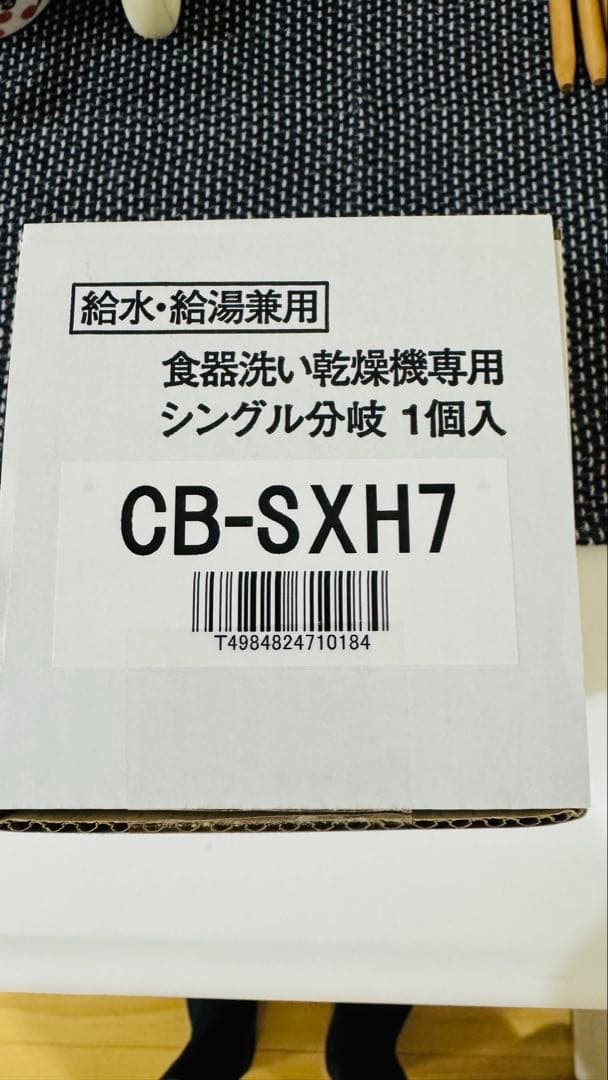 給水・給湯兼用
食器洗い乾燥機専用
シングル分岐 1個入
CB-SXH7
T4984824710184